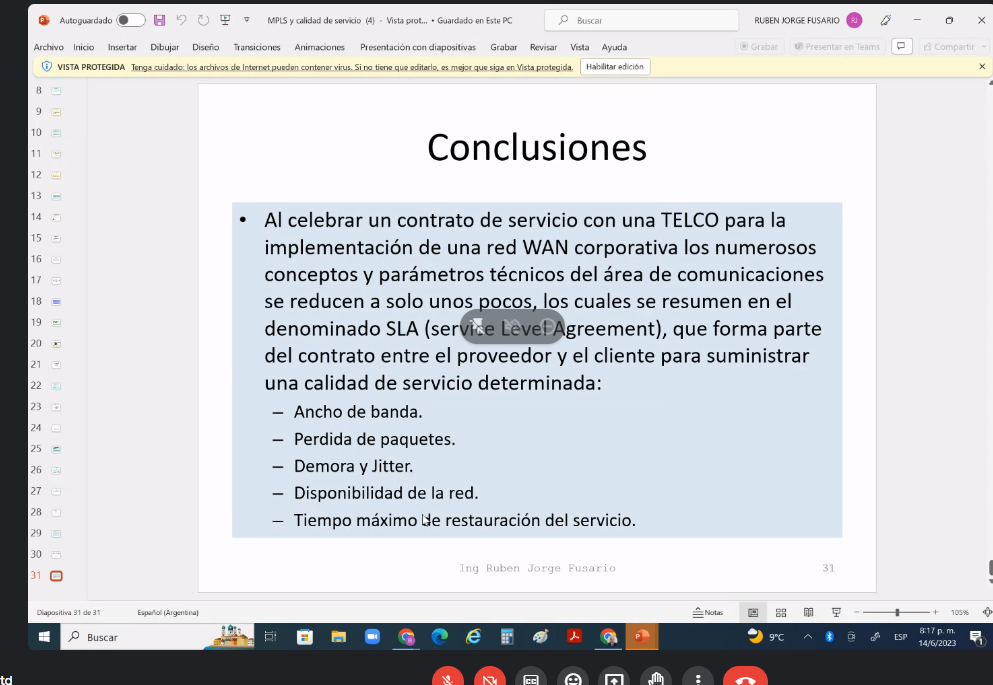 Autoguardado
MPLS y calidad de servicio (4) - Vista prot... • Guardado en Este PC
Buscar
RUBEN JORGE FUSARIO
RJ
Archivo Inicio Insertar Dibujar Diseño Transiciones Animaciones Presentación con diapositivas Grabar Revisar Vista Ayuda
Grabar
Presentar en Teams
Compartir
VISTA PROTEGIDA Tenga cuidado: los archivos de Internet pueden contener virus. Si no tiene que editarlo, es mejor que siga en Vista protegida.
Habilitar edición
8
9
10
11
12
13
14
15
16
17
18
19
20
21
22
23
24
25
26
27
28
29
30
31
Conclusiones
• Al celebrar un contrato de servicio con una TELCO para la
implementación de una red WAN corporativa los numerosos
conceptos y parámetros técnicos del área de comunicaciones
se reducen a solo unos pocos, los cuales se resumen en el
denominado SLA (service Level Agreement), que forma parte
del contrato entre el proveedor y el cliente para suministrar
una calidad de servicio determinada:
– Ancho de banda.
– Perdida de paquetes.
– Demora y Jitter.
– Disponibilidad de la red.
– Tiempo máximo de restauración del servicio.
Ing Ruben Jorge Fusario
31
Diapositiva 31 de 31
Español (Argentina)
Notas
105%
Buscar
9°C
ESP
8:17 p. m.
14/6/2023
1
td